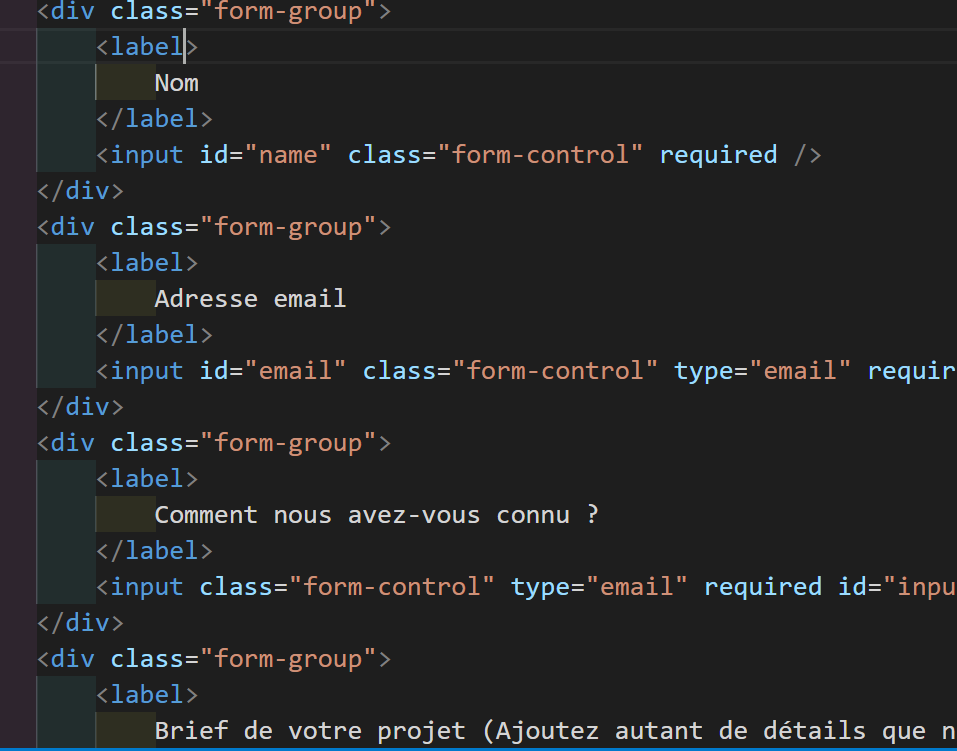 <div class="form-group">
<label>
Nom
</label>
<input id="name" class="form-control" required />
</div>
<div class="form-group">
<label>
Adresse email
</label>
<input id="email" class="form-control" type="email" requir
</div>
<div class="form-group">
<label>
Comment nous avez-vous connu ?
</label>
<input class="form-control" type="email" required id="inpu
</div>
<div class="form-group">
<label>
Brief de votre projet (Ajoutez autant de détails que n